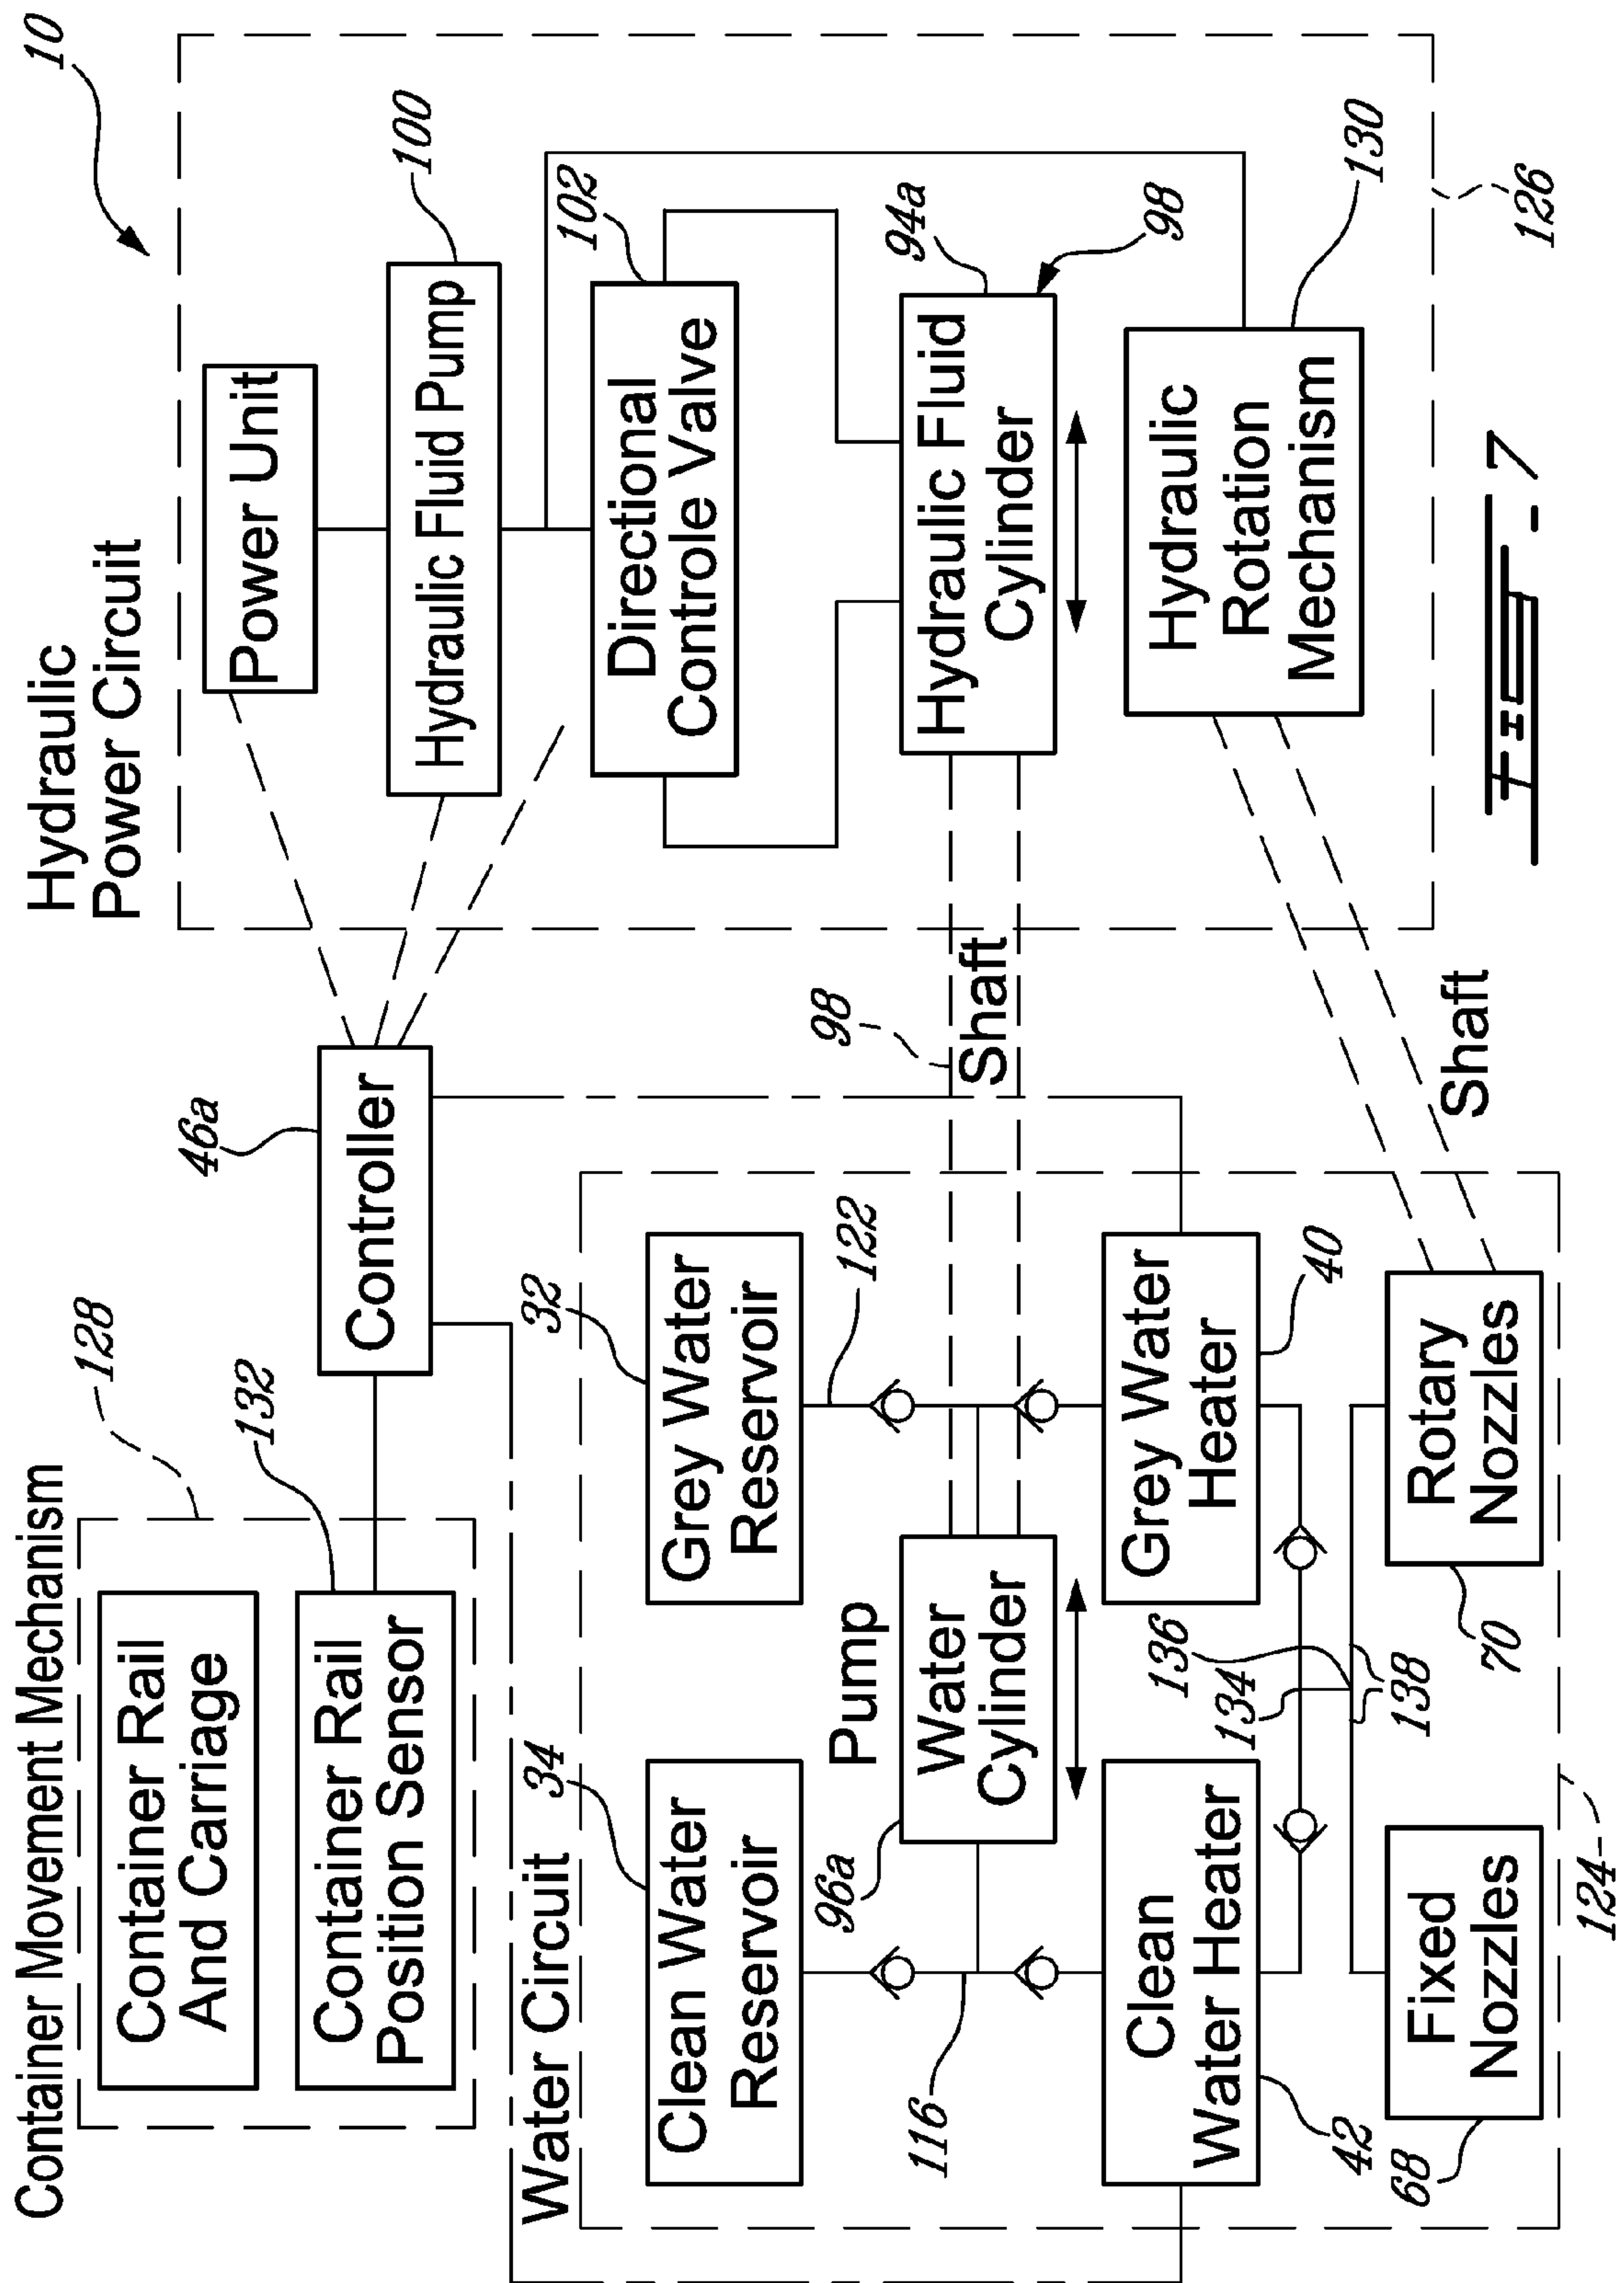 Container Movement Mechanism
128
Container Rail
And Carriage
132
Container Rail
Position Sensor
46a
Controller
Hydraulic
Power Circuit
10
Power Unit
100
Hydraulic Fluid Pump
102
Directional
Controle Valve
94a
Hydraulic Fluid
Cylinder
98
Hydraulic
Rotation
Mechanism
130
126
Water Circuit
34
Clean Water
Reservoir
32
Grey Water
Reservoir
122
116
96a
Pump
Water
Cylinder
98
Shaft
Clean
Water Heater
42
Grey Water
Heater
40
136
134
138
Fixed
Nozzles
68
Rotary
Nozzles
70
Shaft
124
FIG-7